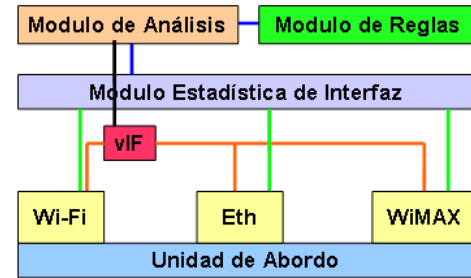 Modulo de Análisis
Modulo de Reglas
Modulo Estadística de Interfaz
vIF
Wi-Fi
Eth
WiMAX
Unidad de Abordo